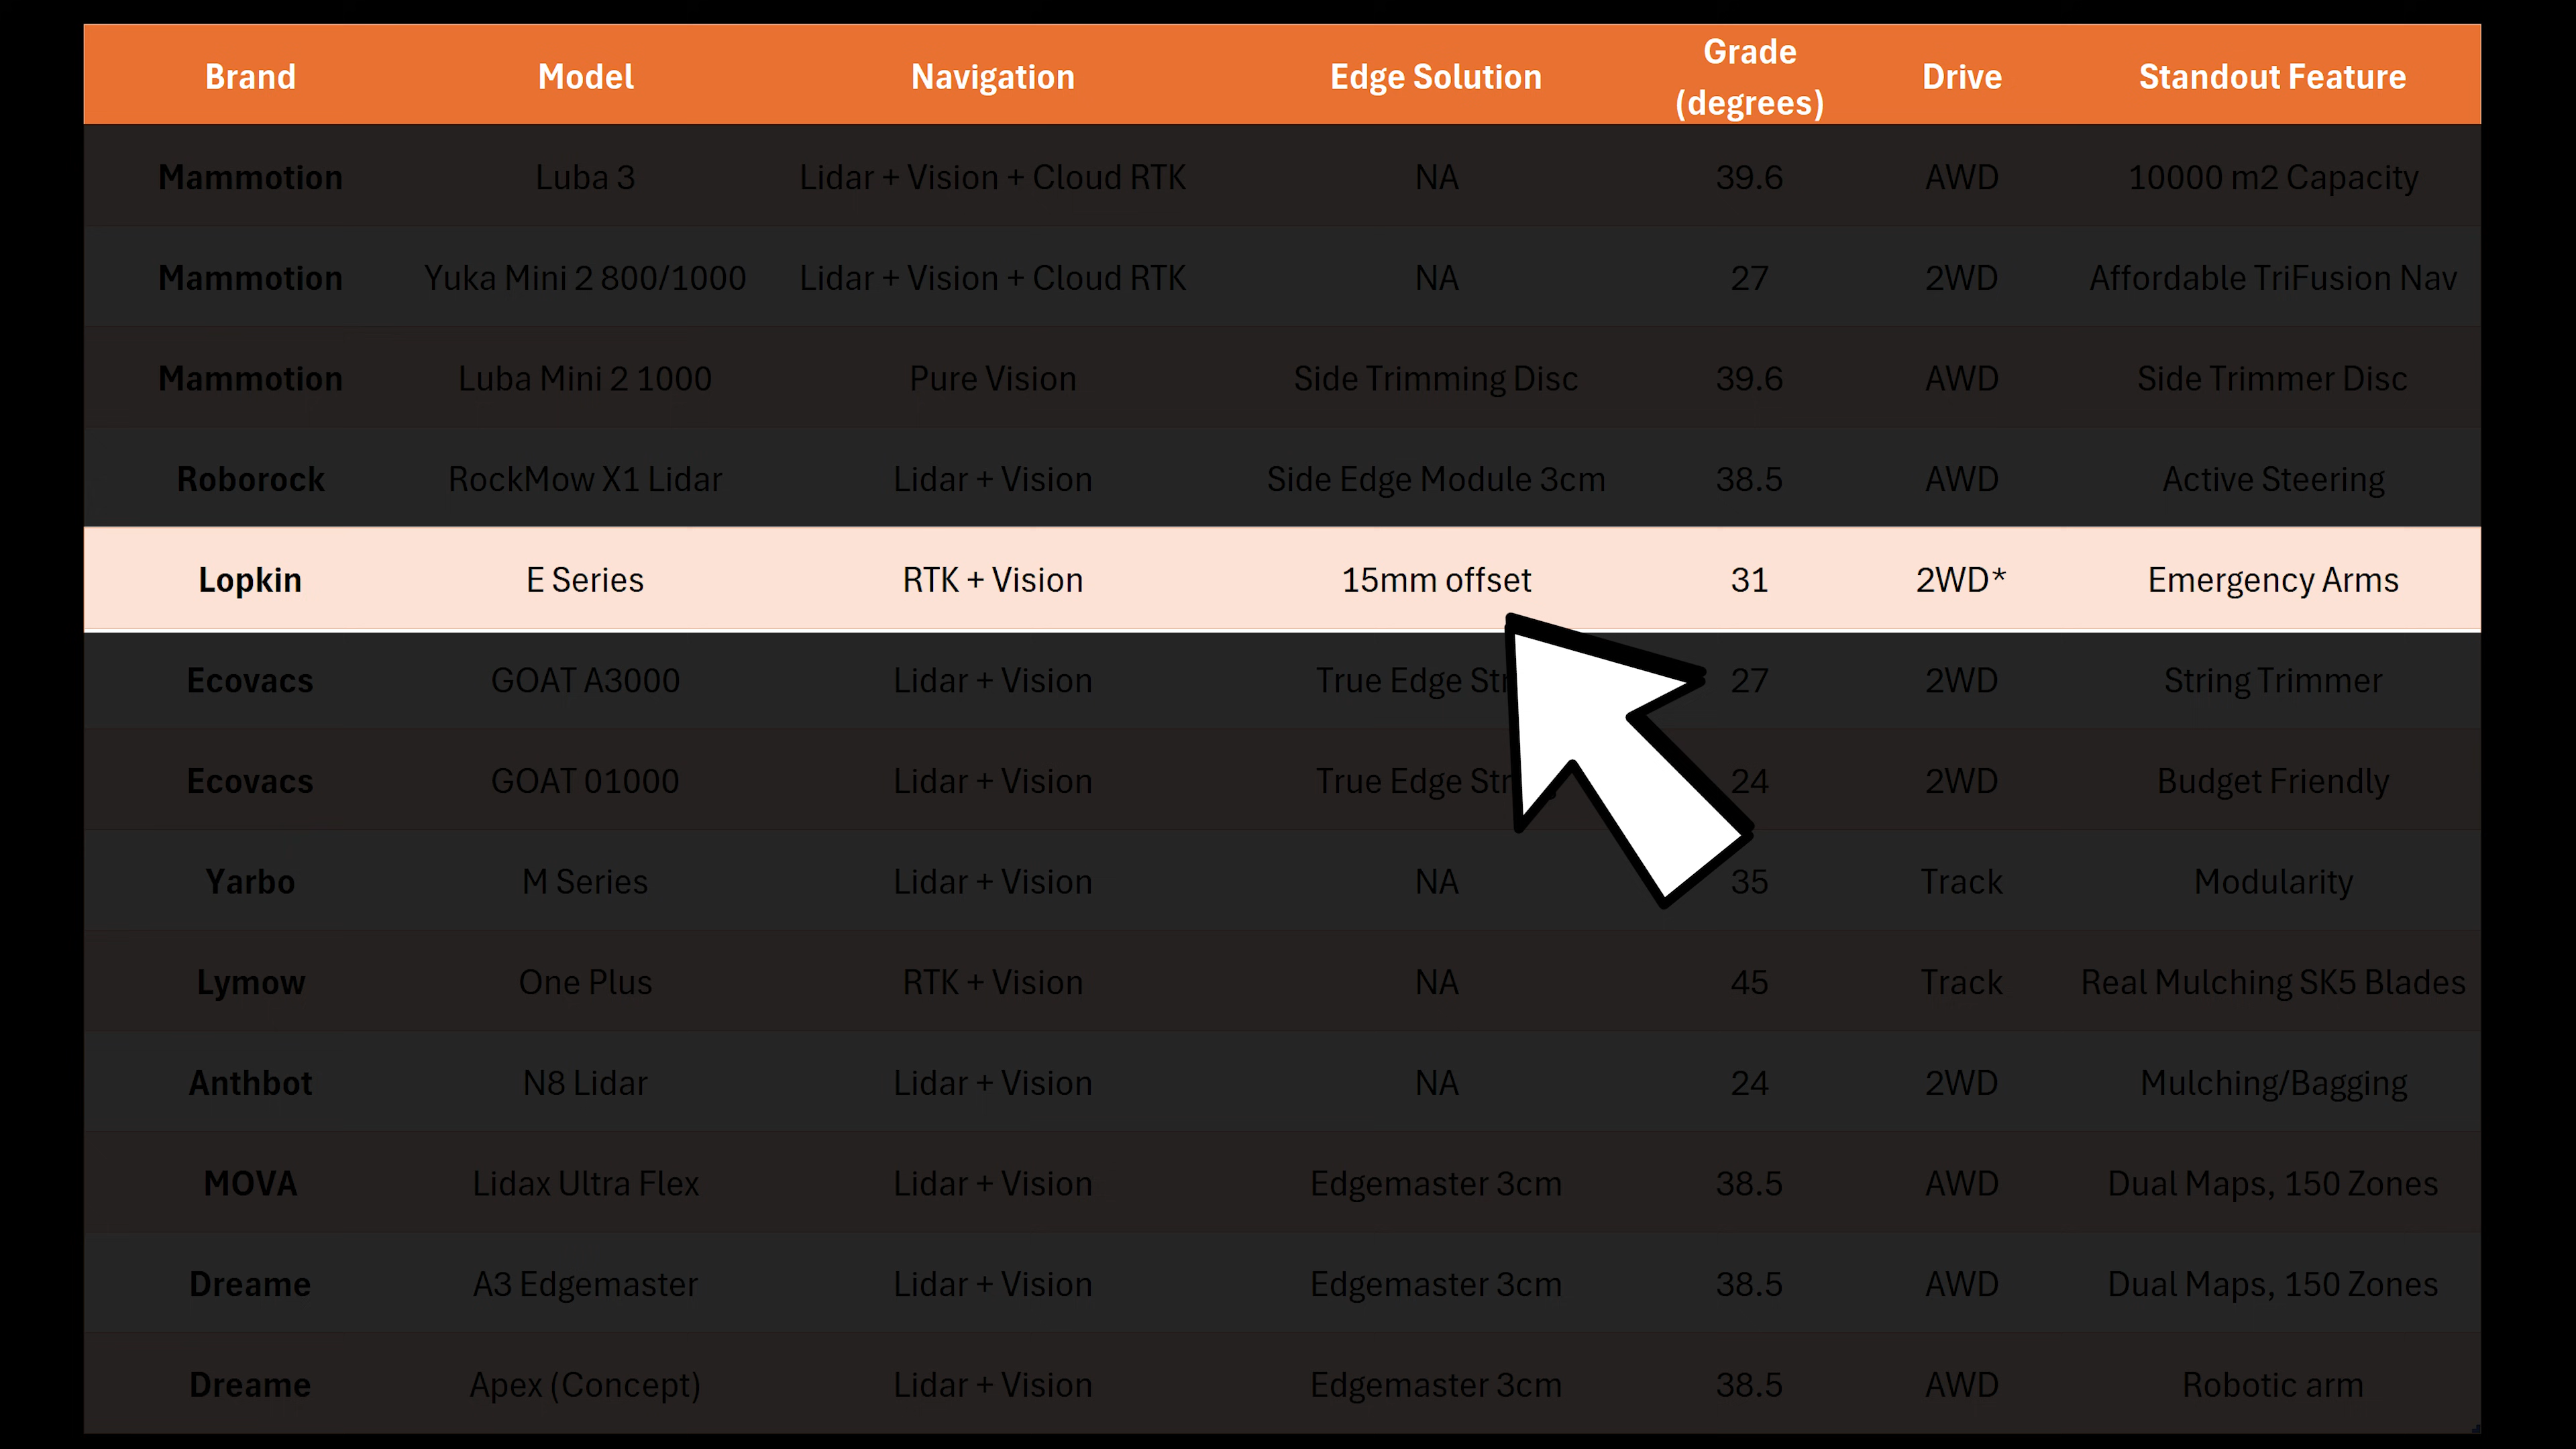 Brand Model Navigation Edge Solution Grade (degrees) Drive Standout Feature
Mammotion Luba 3 Lidar + Vision + Cloud RTK NA 39.6 AWD 10000 m2 Capacity
Mammotion Yuka Mini 2 800/1000 Lidar + Vision + Cloud RTK NA 27 2WD Affordable TriFusion Nav
Mammotion Luba Mini 2 1000 Pure Vision Side Trimming Disc 39.6 AWD Side Trimmer Disc
Roborock RockMow X1 Lidar Lidar + Vision Side Edge Module 3cm 38.5 AWD Active Steering
Lopkin E Series RTK + Vision 15mm offset 31 2WD* Emergency Arms
Ecovacs GOAT A3000 Lidar + Vision True Edge 27 2WD String Trimmer
Ecovacs GOAT 01000 Lidar + Vision True Edge 24 2WD Budget Friendly
Yarbo M Series Lidar + Vision NA 35 Track Modularity
Lymow One Plus RTK + Vision NA 45 Track Real Mulching SK5 Blades
Anthbot N8 Lidar Lidar + Vision NA 24 2WD Mulching/Bagging
MOVA Lidax Ultra Flex Lidar + Vision Edgemaster 3cm 38.5 AWD Dual Maps, 150 Zones
Dreame A3 Edgemaster Lidar + Vision Edgemaster 3cm 38.5 AWD Dual Maps, 150 Zones
Dreame Apex (Concept) Lidar + Vision Edgemaster 3cm 38.5 AWD Robotic arm